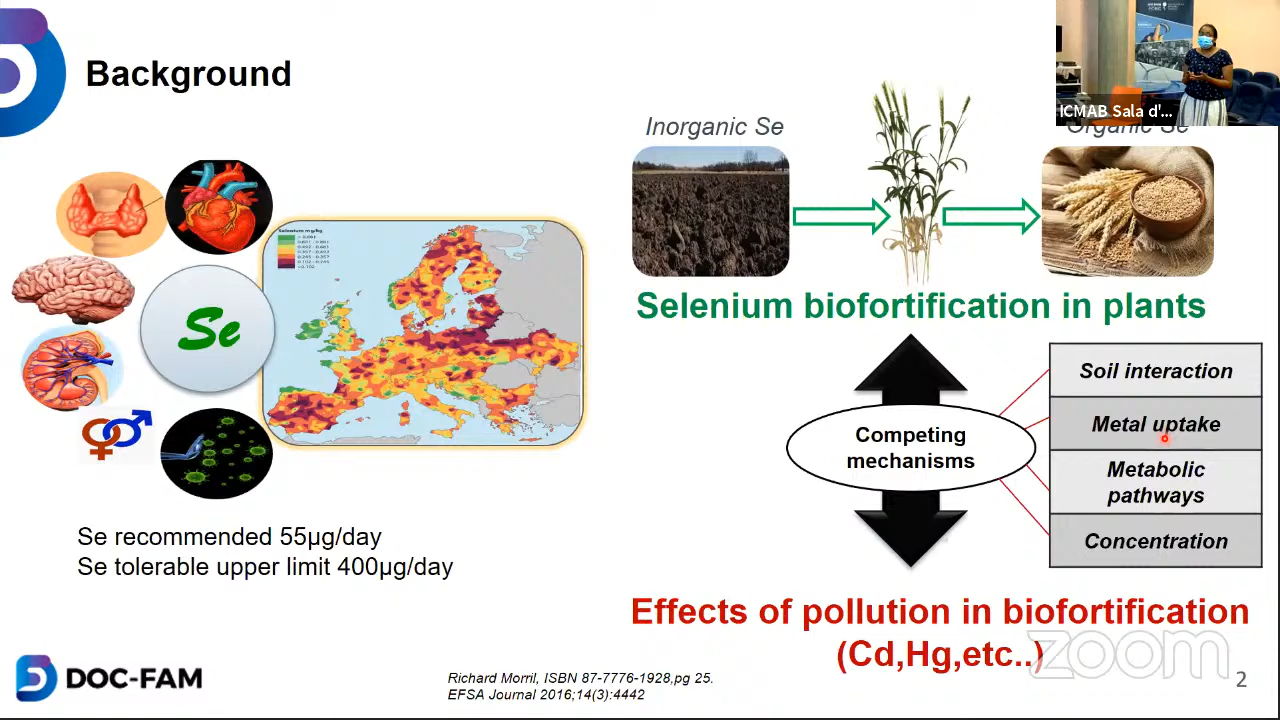 Background
ICMAB Sala d'...
Inorganic Se
Organic Se
Selenium mg/kg
Se
Selenium biofortification in plants
Competing
mechanisms
Soil interaction
Metal uptake
Metabolic
pathways
Concentration
Se recommended 55µg/day
Se tolerable upper limit 400µg/day
Effects of pollution in biofortification
(Cd,Hg,etc..)
zoom
DOC-FAM
Richard Morril, ISBN 87-7776-1928,pg 25.
EFSA Journal 2016;14(3):4442
2